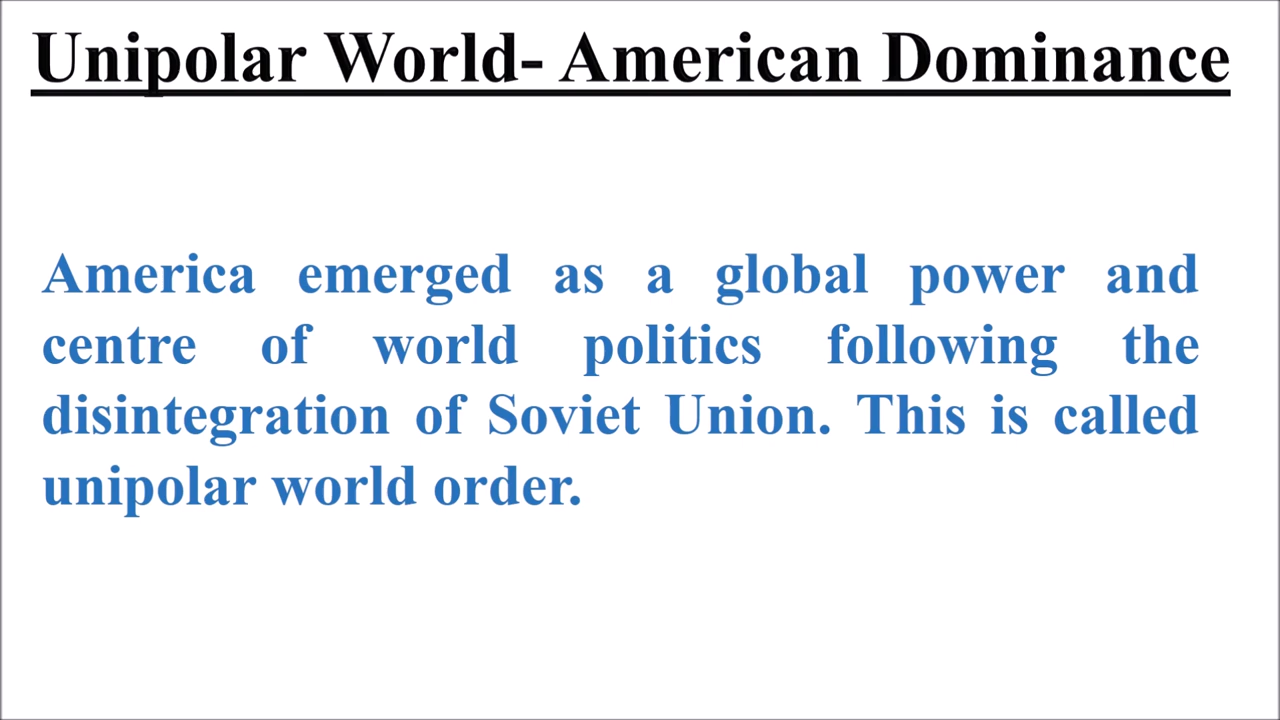 Unipolar World- American Dominance
America emerged as a global power and
centre of world politics following the
disintegration of Soviet Union. This is called
unipolar world order.